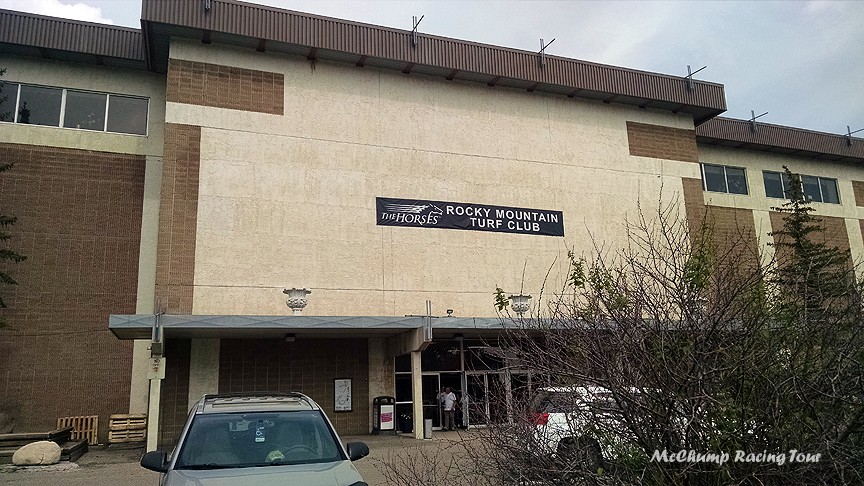 THE HORSES
ROCKY MOUNTAIN
TURF CLUB
McChump Racing Tour